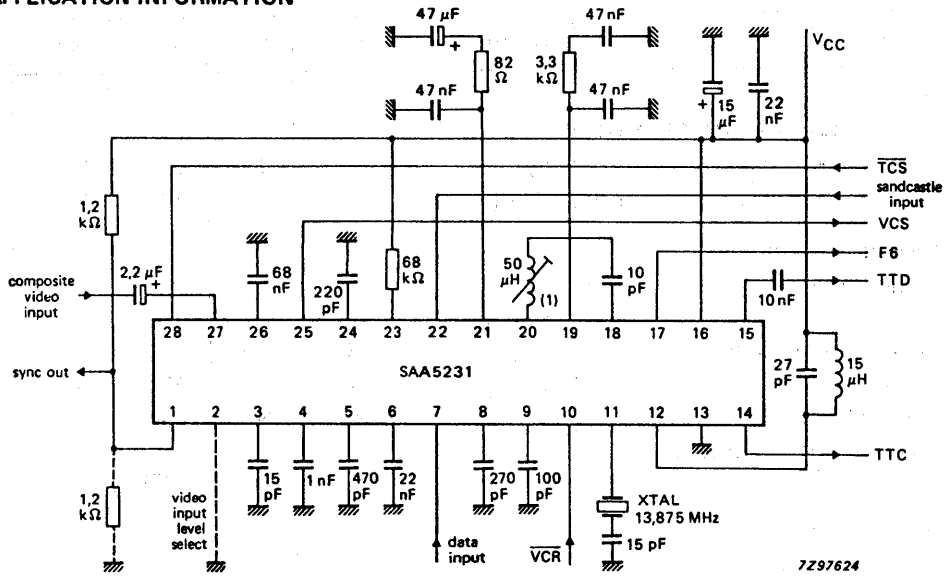 APPLICATION INFORMATION
47 μF
+
82
Ω
47 nF
47 nF
3,3
kΩ
47 nF
15
μF
+
22
nF
VCC
TCS
sandcastle
input
VCS
F6
TTD
10 nF
1,2
kΩ
2,2 μF
+
composite
video
input
68
nF
220
pF
68
kΩ
50
μH
(1)
10
pF
28 27 26 25 24 23 22 21 20 19 18 17 16 15
SAA5231
sync out
27
pF
15
μH
1 2 3 4 5 6 7 8 9 10 11 12 13 14
TTC
1,2
kΩ
video
input
level
select
15
pF
1 nF
470
pF
22
nF
data
input
270
pF
100
pF
VCR
XTAL
13,875 MHz
15 pF
7Z97624